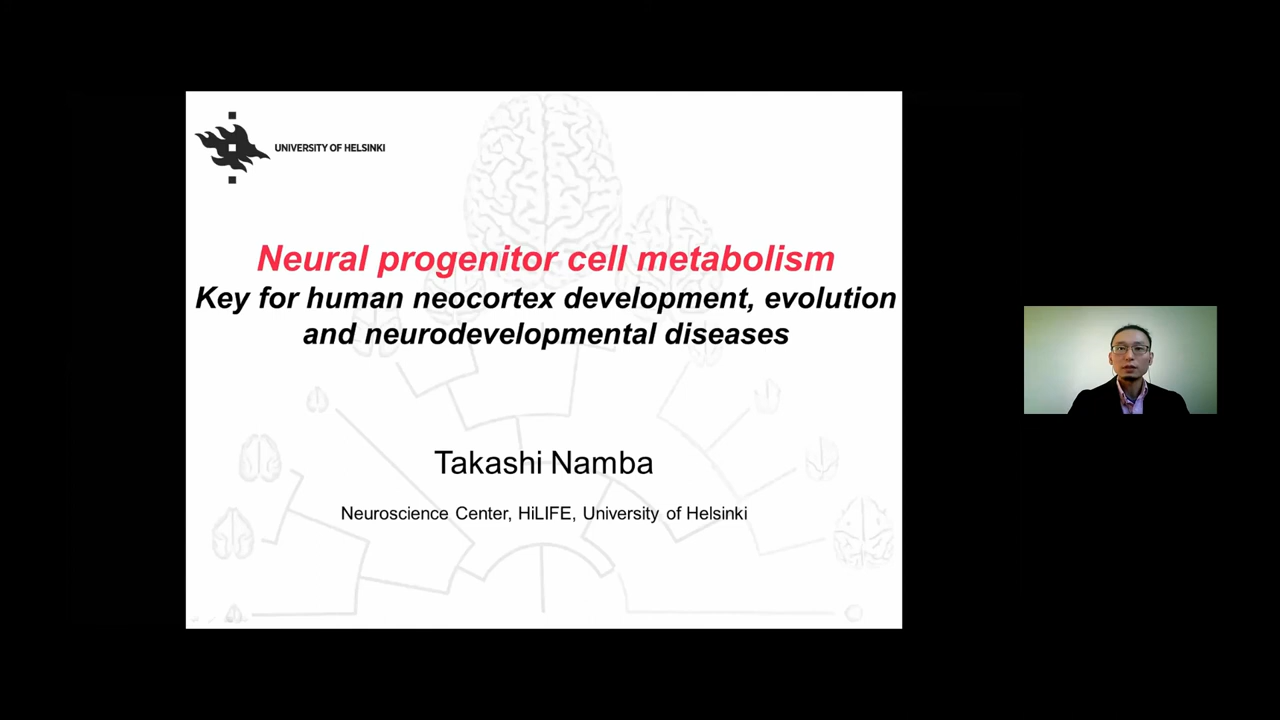 UNIVERSITY OF HELSINKI
Neural progenitor cell metabolism
Key for human neocortex development, evolution
and neurodevelopmental diseases
Takashi Namba
Neuroscience Center, HiLIFE, University of Helsinki